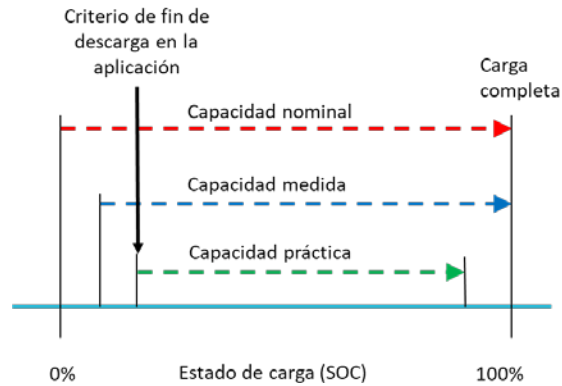 Criterio de fin de
descarga en la
aplicación
Carga
completa
Capacidad nominal
Capacidad medida
Capacidad práctica
0%
Estado de carga (SOC)
100%